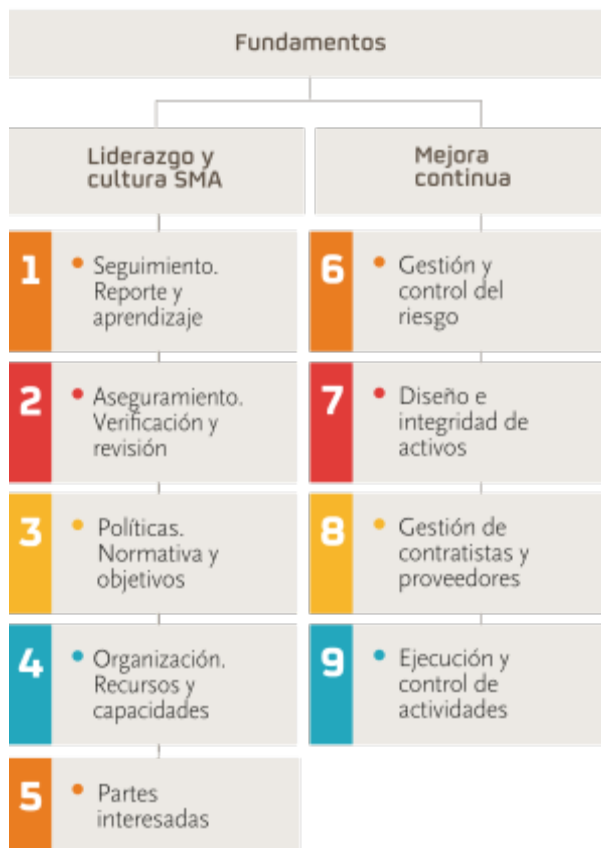 Fundamentos
Liderazgo y
cultura SMA
1
Seguimiento.
Reporte y
aprendizaje
2
Aseguramiento.
Verificación y
revisión
3
Políticas.
Normativa y
objetivos
4
Organización.
Recursos y
capacidades
5
Partes
interesadas
Mejora
continua
6
Gestión y
control del
riesgo
7
Diseño e
integridad de
activos
8
Gestión de
contratistas y
proveedores
9
Ejecución y
control de
actividades